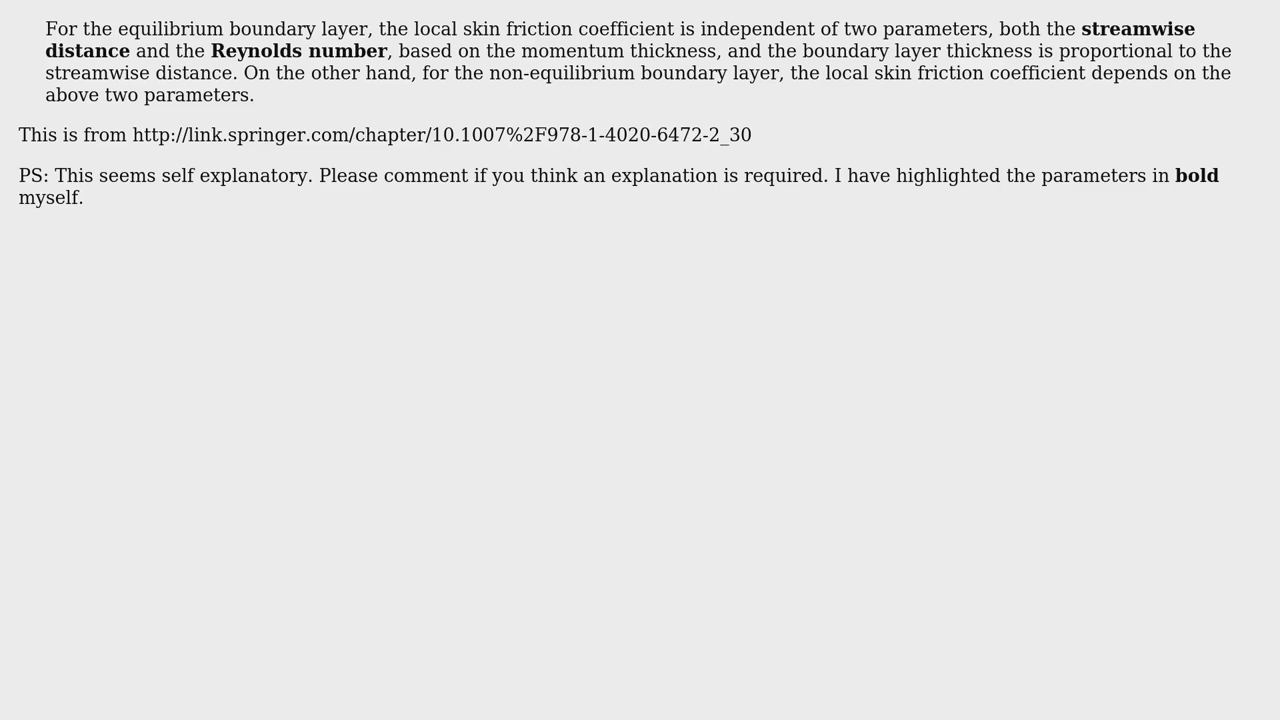 For the equilibrium boundary layer, the local skin friction coefficient is independent of two parameters, both the streamwise
distance and the Reynolds number, based on the momentum thickness, and the boundary layer thickness is proportional to the
streamwise distance. On the other hand, for the non-equilibrium boundary layer, the local skin friction coefficient depends on the
above two parameters.
This is from http://link.springer.com/chapter/10.1007%2F978-1-4020-6472-2_30
PS: This seems self explanatory. Please comment if you think an explanation is required. I have highlighted the parameters in bold
myself.